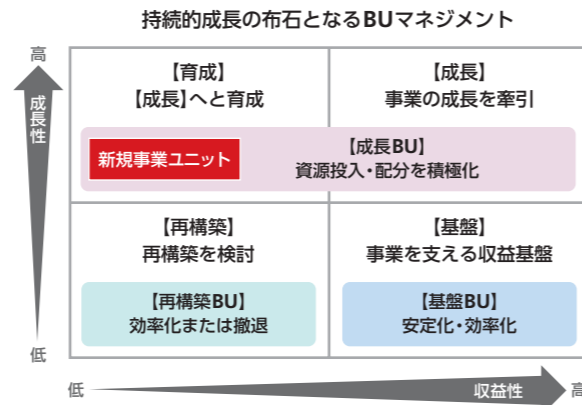 持続的成長の布石となるBUマネジメント
高
成長性
低
【育成】
【成長】へと育成
【成長】
事業の成長を牽引
新規事業ユニット
【成長BU】
資源投入・配分を積極化
【再構築】
再構築を検討
【基盤】
事業を支える収益基盤
【再構築BU】
効率化または撤退
【基盤BU】
安定化・効率化
低
収益性
高